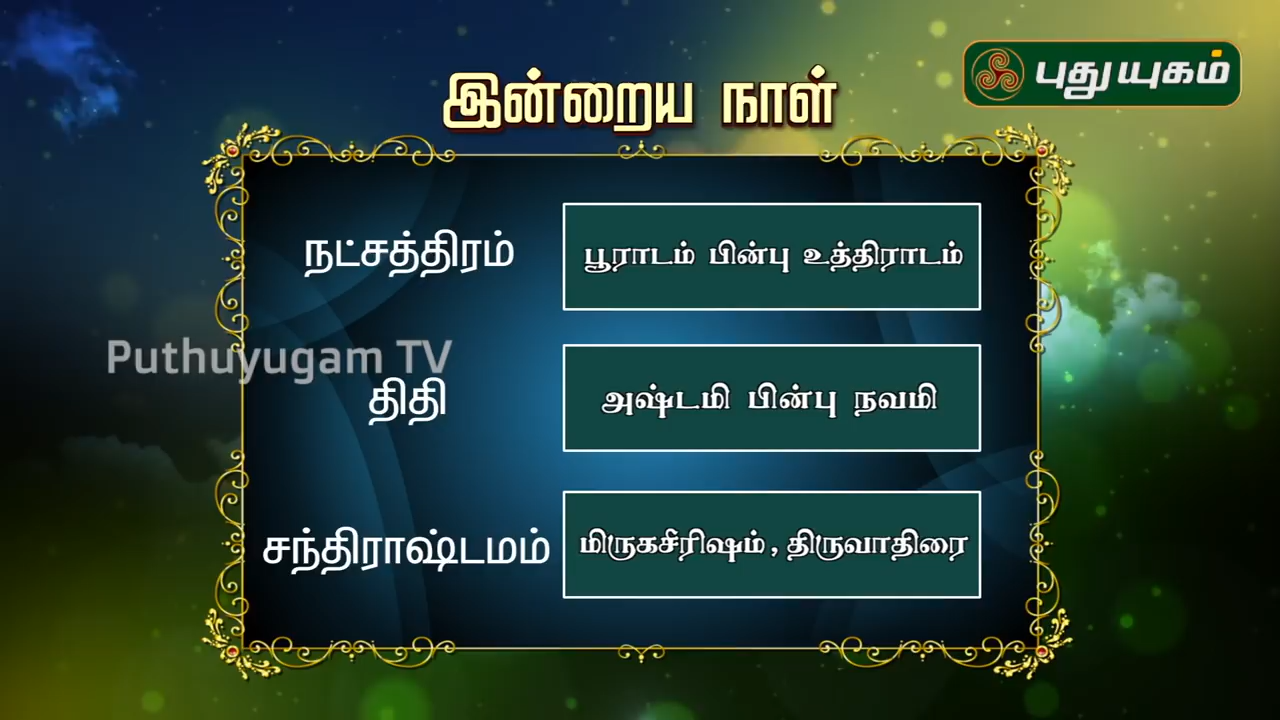 இன்றைய நாள்
புதுயுகம்
நட்சத்திரம்
பூராடம் பின்பு உத்திராடம்
Puthuyugam TV
திதி
அஷ்டமி பின்பு நவமி
சந்திராஷ்டமம்
மிருகசீரிஷம், திருவாதிரை